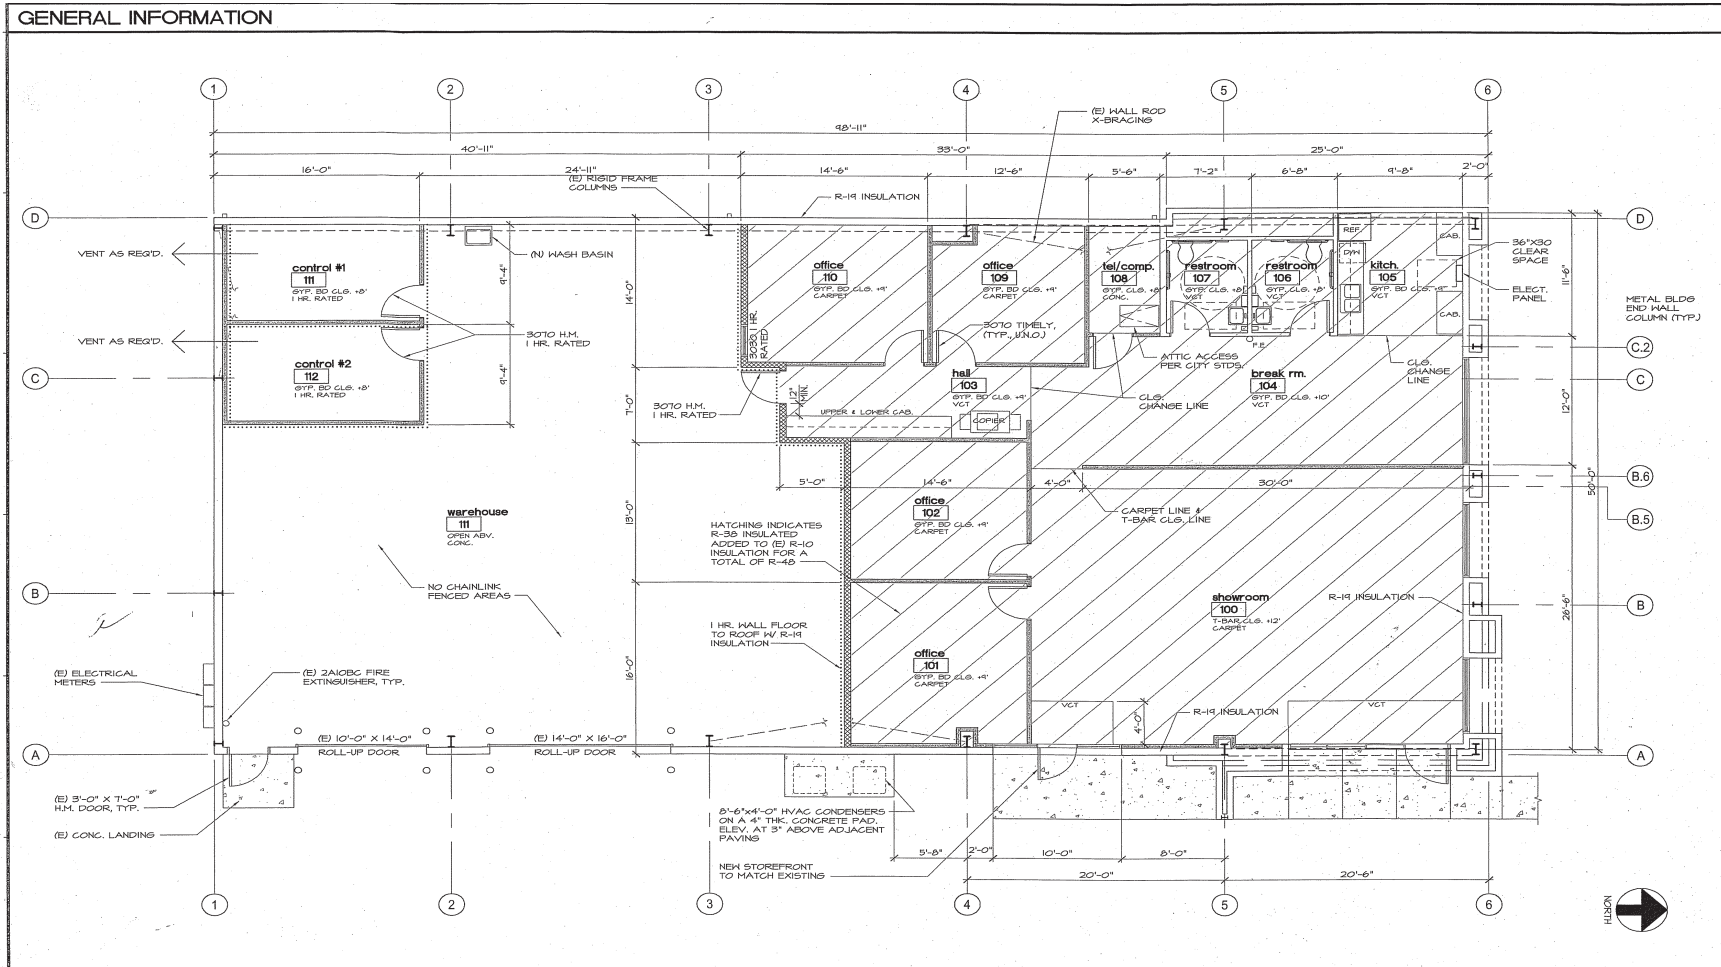 GENERAL INFORMATION
1
2
3
4
5
6
(E) WALL ROD
X-BRACING
98'-11"
40'-11"
33'-0"
25'-0"
16'-0"
24'-11"
14'-6"
12'-6"
5'-6"
7'-2"
6'-8"
9'-8"
2'-0"
(E) RIGID FRAME
COLUMNS
R-19 INSULATION
D
D
VENT AS REQ'D.
(N) WASH BASIN
control #1
111
GYP. BD CLG. +8'
1 HR. RATED
9'-4"
14'-0"
office
110
GYP. BD CLG. +9'
CARPET
office
109
GYP. BD CLG. +9'
CARPET
tel/comp.
108
GYP. CLG. +8'
CONC.
restroom
107
GYP. CLG. +8'
VCT
restroom
106
GYP. CLG. +8'
VCT
REF.
D/W
kitch.
105
GYP. BD CLG. +9'
VCT
CAB.
CAB.
36"X30
CLEAR
SPACE
ELECT.
PANEL
11'-6"
METAL BLDG
END WALL
COLUMN (TYP.)
VENT AS REQ'D.
3070 H.M.
1 HR. RATED
3030 1 HR.
RATED
3070 TIMELY,
(TYP., U.N.O.)
F.E.
ATTIC ACCESS
PER CITY STDS.
CLG.
CHANGE
LINE
C.2
control #2
112
GYP. BD CLG. +8'
1 HR. RATED
9'-4"
C
C
3070 H.M.
1 HR. RATED
7'-0"
12"
MIN.
hall
103
GYP. BD CLG. +9'
VCT
UPPER & LOWER CAB.
COPIER
CLG.
CHANGE LINE
break rm.
104
GYP. BD CLG. +10'
VCT
12'-0"
50'-0"
B.6
B.5
5'-0"
14'-6"
4'-0"
30'-0"
warehouse
111
OPEN ABV.
CONC.
13'-0"
HATCHING INDICATES
R-38 INSULATED
ADDED TO (E) R-10
INSULATION FOR A
TOTAL OF R-48
office
102
GYP. BD CLG. +9'
CARPET
CARPET LINE &
T-BAR CLG. LINE
NO CHAINLINK
FENCED AREAS
B
B
showroom
100
T-BAR CLG. +12'
CARPET
R-19 INSULATION
26'-6"
1 HR. WALL FLOOR
TO ROOF W/ R-19
INSULATION
16'-0"
office
101
GYP. BD CLG. +9'
CARPET
(E) ELECTRICAL
METERS
(E) 2A10BC FIRE
EXTINGUISHER, TYP.
VCT
4'-0"
R-19 INSULATION
VCT
(E) 10'-0" X 14'-0"
ROLL-UP DOOR
(E) 14'-0" X 16'-0"
ROLL-UP DOOR
A
A
(E) 3'-0" X 7'-0"
H.M. DOOR, TYP.
(E) CONC. LANDING
8'-6"x4'-0" HVAC CONDENSERS
ON A 4" THK. CONCRETE PAD.
ELEV. AT 3" ABOVE ADJACENT
PAVING
NEW STOREFRONT
TO MATCH EXISTING
5'-8"
2'-0"
10'-0"
8'-0"
20'-0"
20'-6"
1
2
3
4
5
6
NORTH